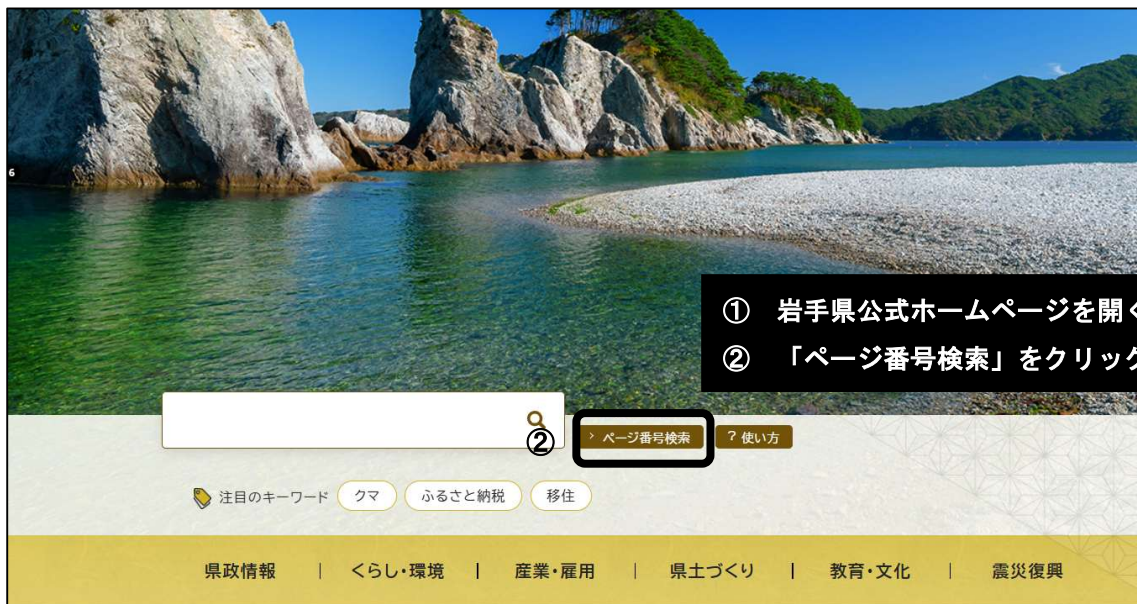 6
① 岩手県公式ホームページを開く
② 「ページ番号検索」をクリック
②
› ページ番号検索
? 使い方
注目のキーワード クマ ふるさと納税 移住
県政情報 | くらし・環境 | 産業・雇用 | 県土づくり | 教育・文化 | 震災復興